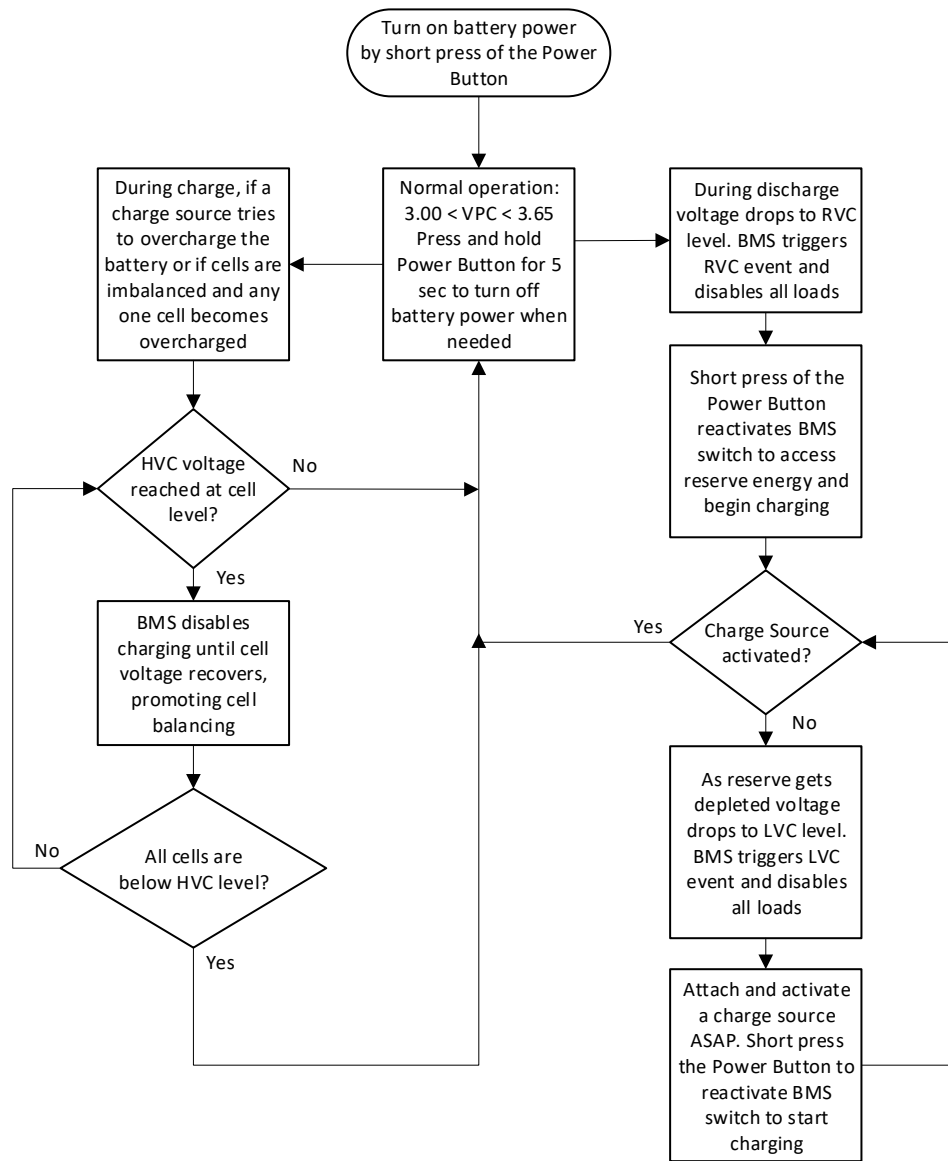 Turn on battery power
by short press of the Power
Button
During charge, if a
charge source tries
to overcharge the
battery or if cells are
imbalanced and any
one cell becomes
overcharged
Normal operation:
3.00 < VPC < 3.65
Press and hold
Power Button for 5
sec to turn off
battery power when
needed
During discharge
voltage drops to RVC
level. BMS triggers
RVC event and
disables all loads
Short press of the
Power Button
reactivates BMS
switch to access
reserve energy and
begin charging
HVC voltage
reached at cell
level?
No
Yes
BMS disables
charging until cell
voltage recovers,
promoting cell
balancing
Yes
Charge Source
activated?
No
As reserve gets
depleted voltage
drops to LVC level.
BMS triggers LVC
event and disables
all loads
No
All cells are
below HVC level?
Yes
Attach and activate
a charge source
ASAP. Short press
the Power Button to
reactivate BMS
switch to start
charging